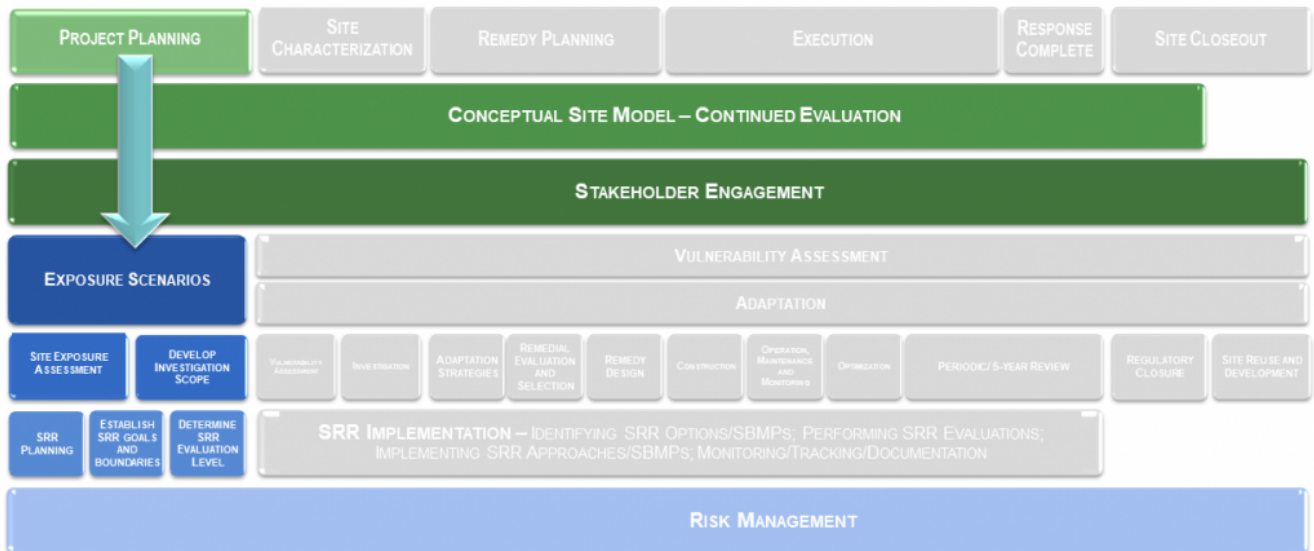 PROJECT PLANNING
SITE
CHARACTERIZATION
REMEDY PLANNING
EXECUTION
RESPONSE
COMPLETE
SITE CLOSEOUT
CONCEPTUAL SITE MODEL – CONTINUED EVALUATION
STAKEHOLDER ENGAGEMENT
EXPOSURE SCENARIOS
VULNERABILITY ASSESSMENT
ADAPTATION
SITE EXPOSURE
ASSESSMENT
DEVELOP
INVESTIGATION
SCOPE
VULNERABILITY
ASSESSMENT
INVESTIGATION
ADAPTATION
STRATEGIES
REMEDIAL
EVALUATION
AND
SELECTION
REMEDY
DESIGN
CONSTRUCTION
OPERATION,
MAINTENANCE
AND
MONITORING
OPTIMIZATION
PERIODIC/ 5-YEAR REVIEW
REGULATORY
CLOSURE
SITE REUSE AND
DEVELOPMENT
SRR
PLANNING
ESTABLISH
SRR GOALS
AND
BOUNDARIES
DETERMINE
SRR
EVALUATION
LEVEL
SRR IMPLEMENTATION – IDENTIFYING SRR OPTIONS/SBMPS; PERFORMING SRR EVALUATIONS;
IMPLEMENTING SRR APPROACHES/SBMPS; MONITORING/TRACKING/DOCUMENTATION
RISK MANAGEMENT